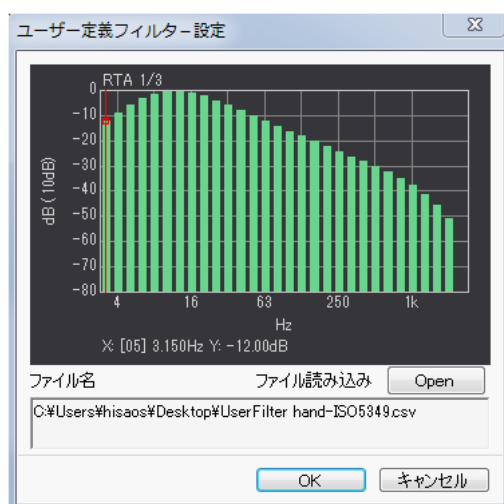 ユーザー定義フィルター設定
RTA 1/3
0
-10
-20
-30
-40
-50
-60
-70
-80
dB (10dB)
4 16 63 250 1k
Hz
X: [05] 3.150Hz Y: -12.00dB
ファイル名 ファイル読み込み Open
C:¥Users¥hisaos¥Desktop¥UserFilter hand-ISO5349.csv
OK キャンセル